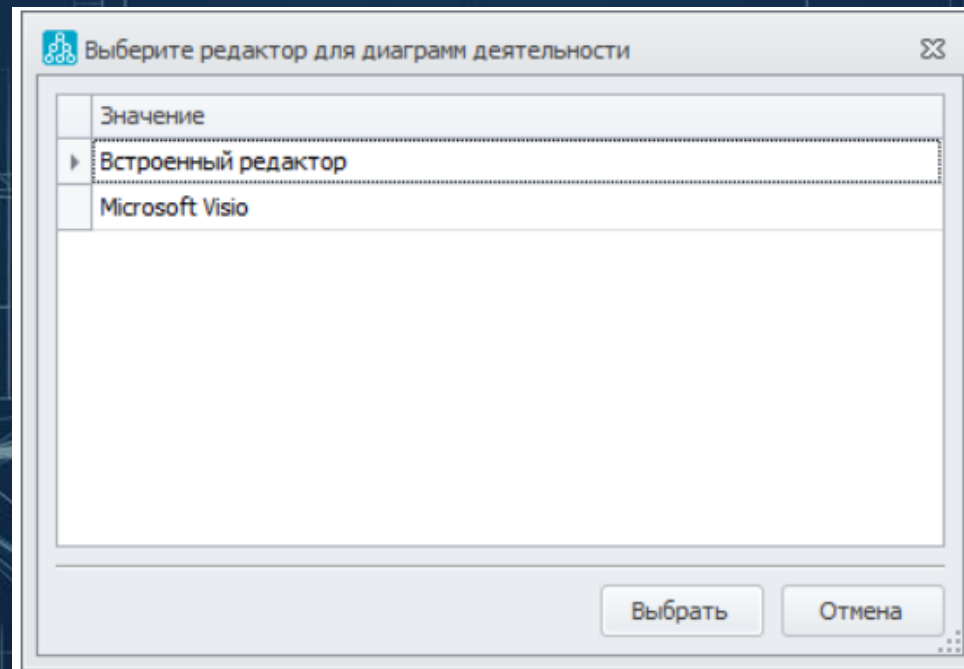 Выберите редактор для диаграмм деятельности
Значение
Встроенный редактор
Microsoft Visio
Выбрать Отмена